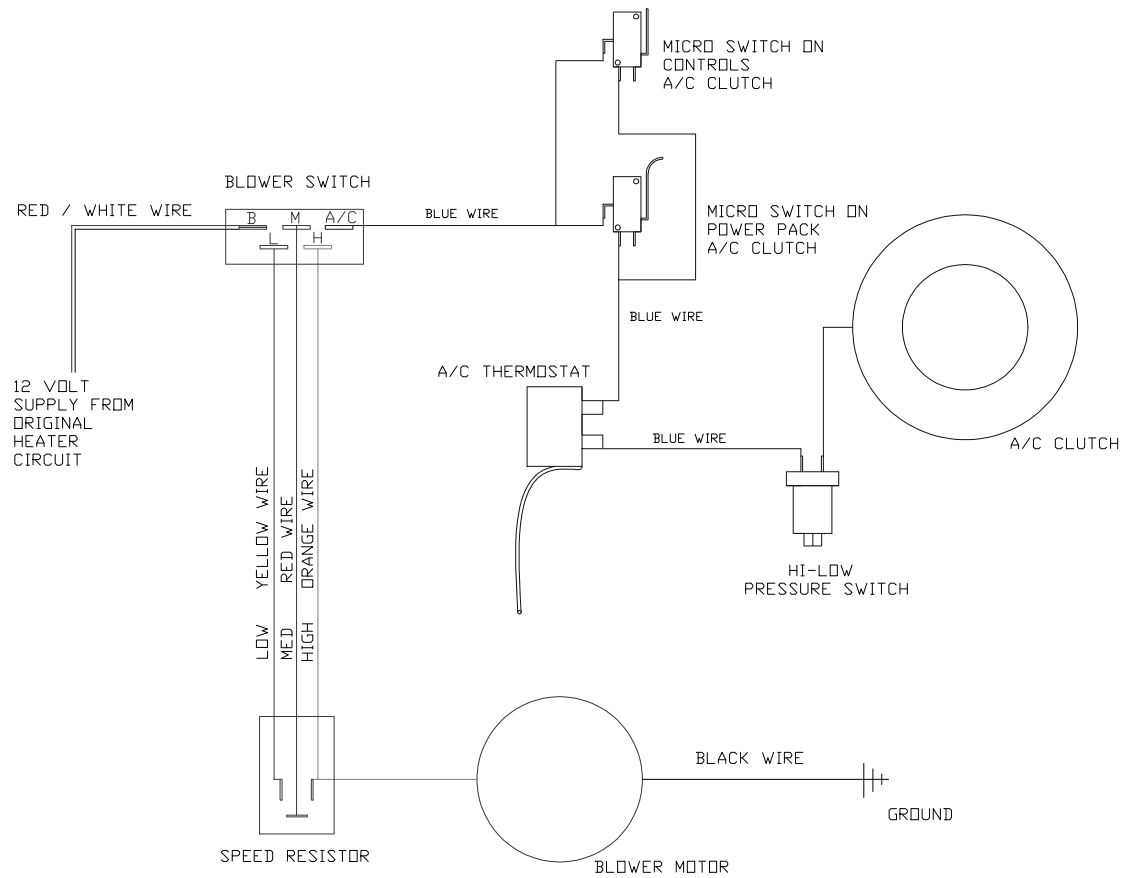 MICRO SWITCH ON
CONTROLS
A/C CLUTCH
BLOWER SWITCH
RED / WHITE WIRE
B M A/C
L H
BLUE WIRE
MICRO SWITCH ON
POWER PACK
A/C CLUTCH
BLUE WIRE
A/C THERMOSTAT
12 VOLT
SUPPLY FROM
ORIGINAL
HEATER
CIRCUIT
BLUE WIRE
A/C CLUTCH
LOW YELLOW WIRE
MED RED WIRE
HIGH ORANGE WIRE
HI-LOW
PRESSURE SWITCH
BLACK WIRE
GROUND
SPEED RESISTOR
BLOWER MOTOR